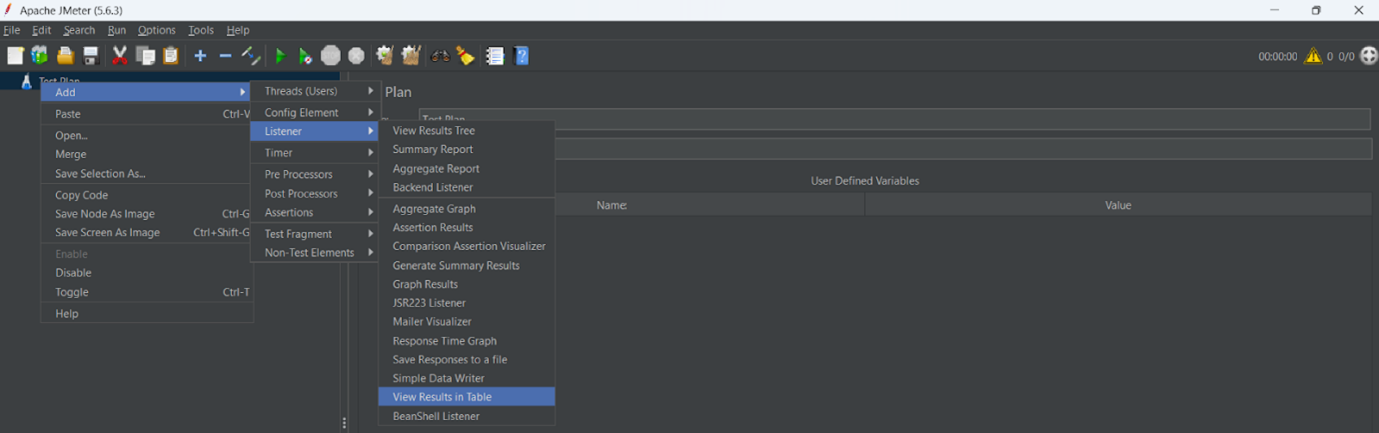 Apache JMeter (5.6.3)
File Edit Search Run Options Tools Help
00:00:00 0 0/0
Test Plan
Add
Paste Ctrl-V
Open...
Merge
Save Selection As...
Copy Code
Save Node As Image Ctrl-G
Save Screen As Image Ctrl+Shift-G
Enable
Disable
Toggle Ctrl-T
Help
Threads (Users)
Config Element
Listener
Timer
Pre Processors
Post Processors
Assertions
Test Fragment
Non-Test Elements
View Results Tree
Summary Report
Aggregate Report
Backend Listener
Aggregate Graph
Assertion Results
Comparison Assertion Visualizer
Generate Summary Results
Graph Results
JSR223 Listener
Mailer Visualizer
Response Time Graph
Save Responses to a file
Simple Data Writer
View Results in Table
BeanShell Listener
Plan
Test Plan
User Defined Variables
Name: Value